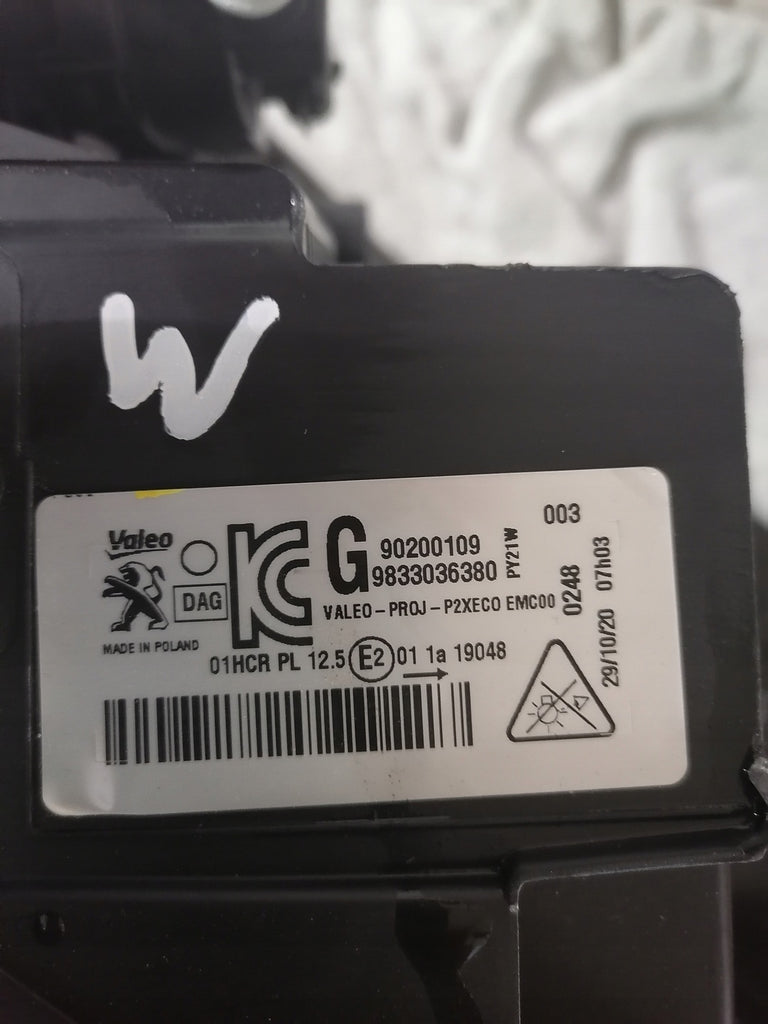 W
Valeo
DAG
MADE IN POLAND
KC
G
90200109
9833036380
PY21W
VALEO-PROJ-P2XECO EMC00
003
0248
29/10/20 07h03
01HCR PL 12.5 E2 01 1a 19048